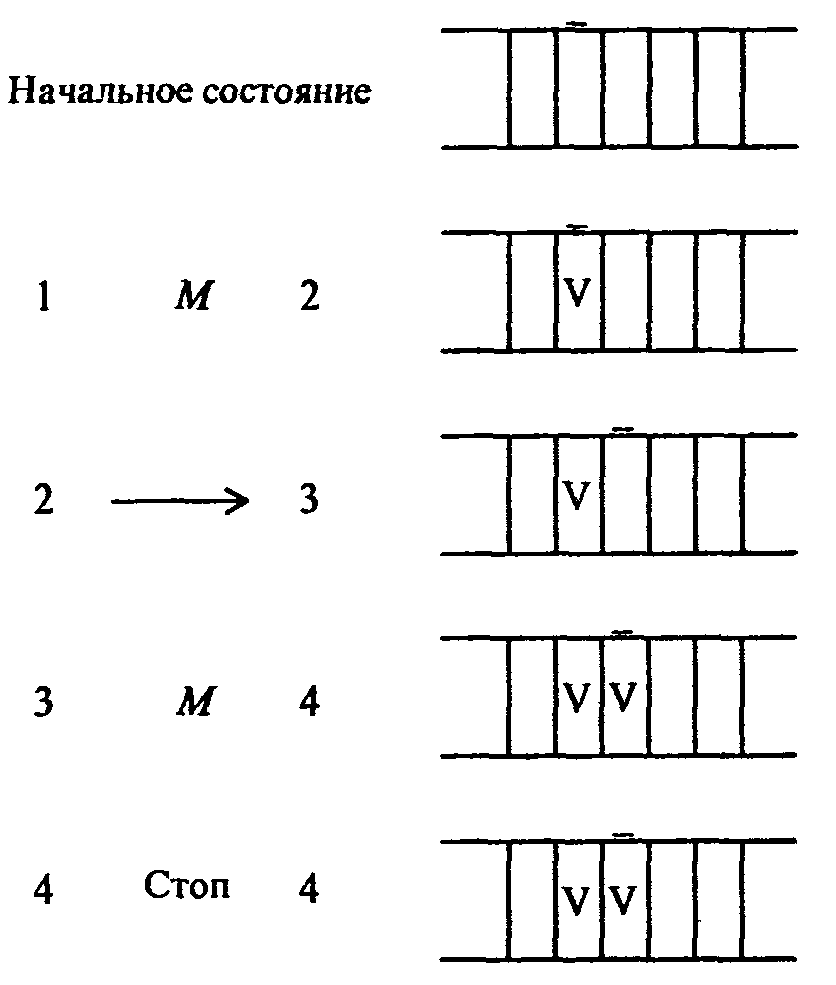 Начальное состояние
1 M 2 V
2 → 3 V
3 M 4 V V
4 Стоп 4 V V